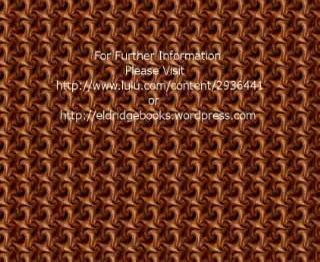 For Further Information
Please Visit
http://www.lulu.com/content/2936441
or
http://eldridgebooks.wordpress.com